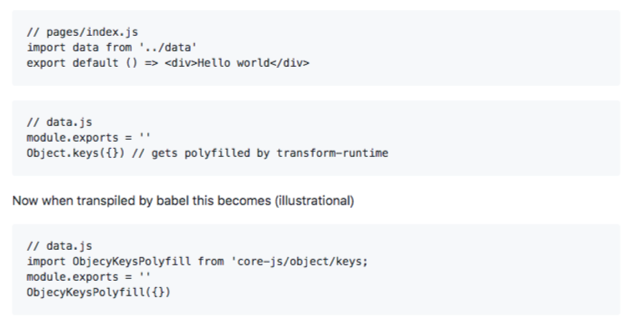 // pages/index.js
import data from '../data'
export default () => <div>Hello world</div>
// data.js
module.exports = ''
Object.keys({}) // gets polyfilled by transform-runtime
Now when transpiled by babel this becomes (illustrational)
// data.js
import ObjecyKeysPolyfill from 'core-js/object/keys;
module.exports = ''
ObjecyKeysPolyfill({})